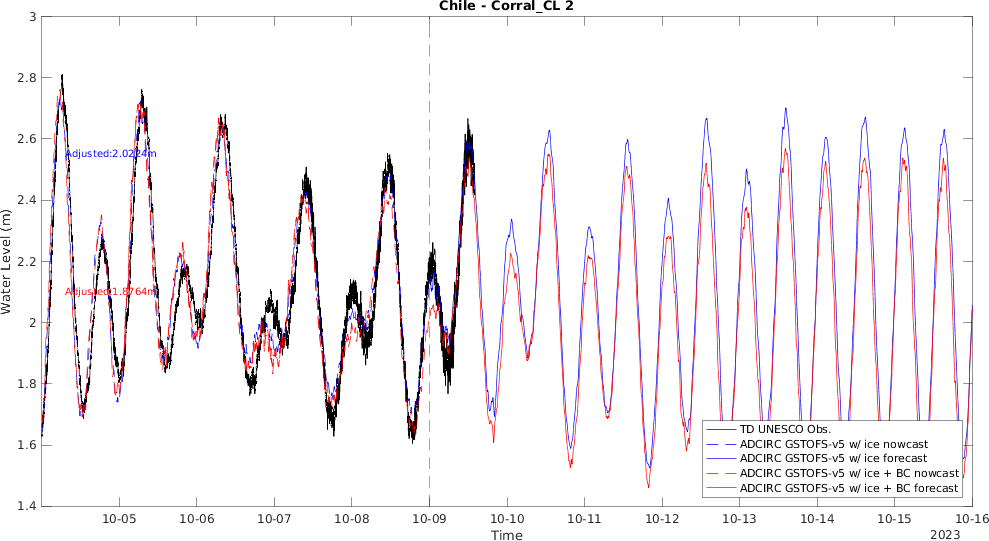 Chile - Corral_CL 2
Water Level (m)
3
2.8
2.6
2.4
2.2
2
1.8
1.6
1.4
Adjusted:2.0224m
Adjusted:1.8764m
TD UNESCO Obs.
ADCIRC GSTOFS-v5 w/ ice nowcast
ADCIRC GSTOFS-v5 w/ ice forecast
ADCIRC GSTOFS-v5 w/ ice + BC nowcast
ADCIRC GSTOFS-v5 w/ ice + BC forecast
10-05 10-06 10-07 10-08 10-09 10-10 10-11 10-12 10-13 10-14 10-15 10-16
Time
2023